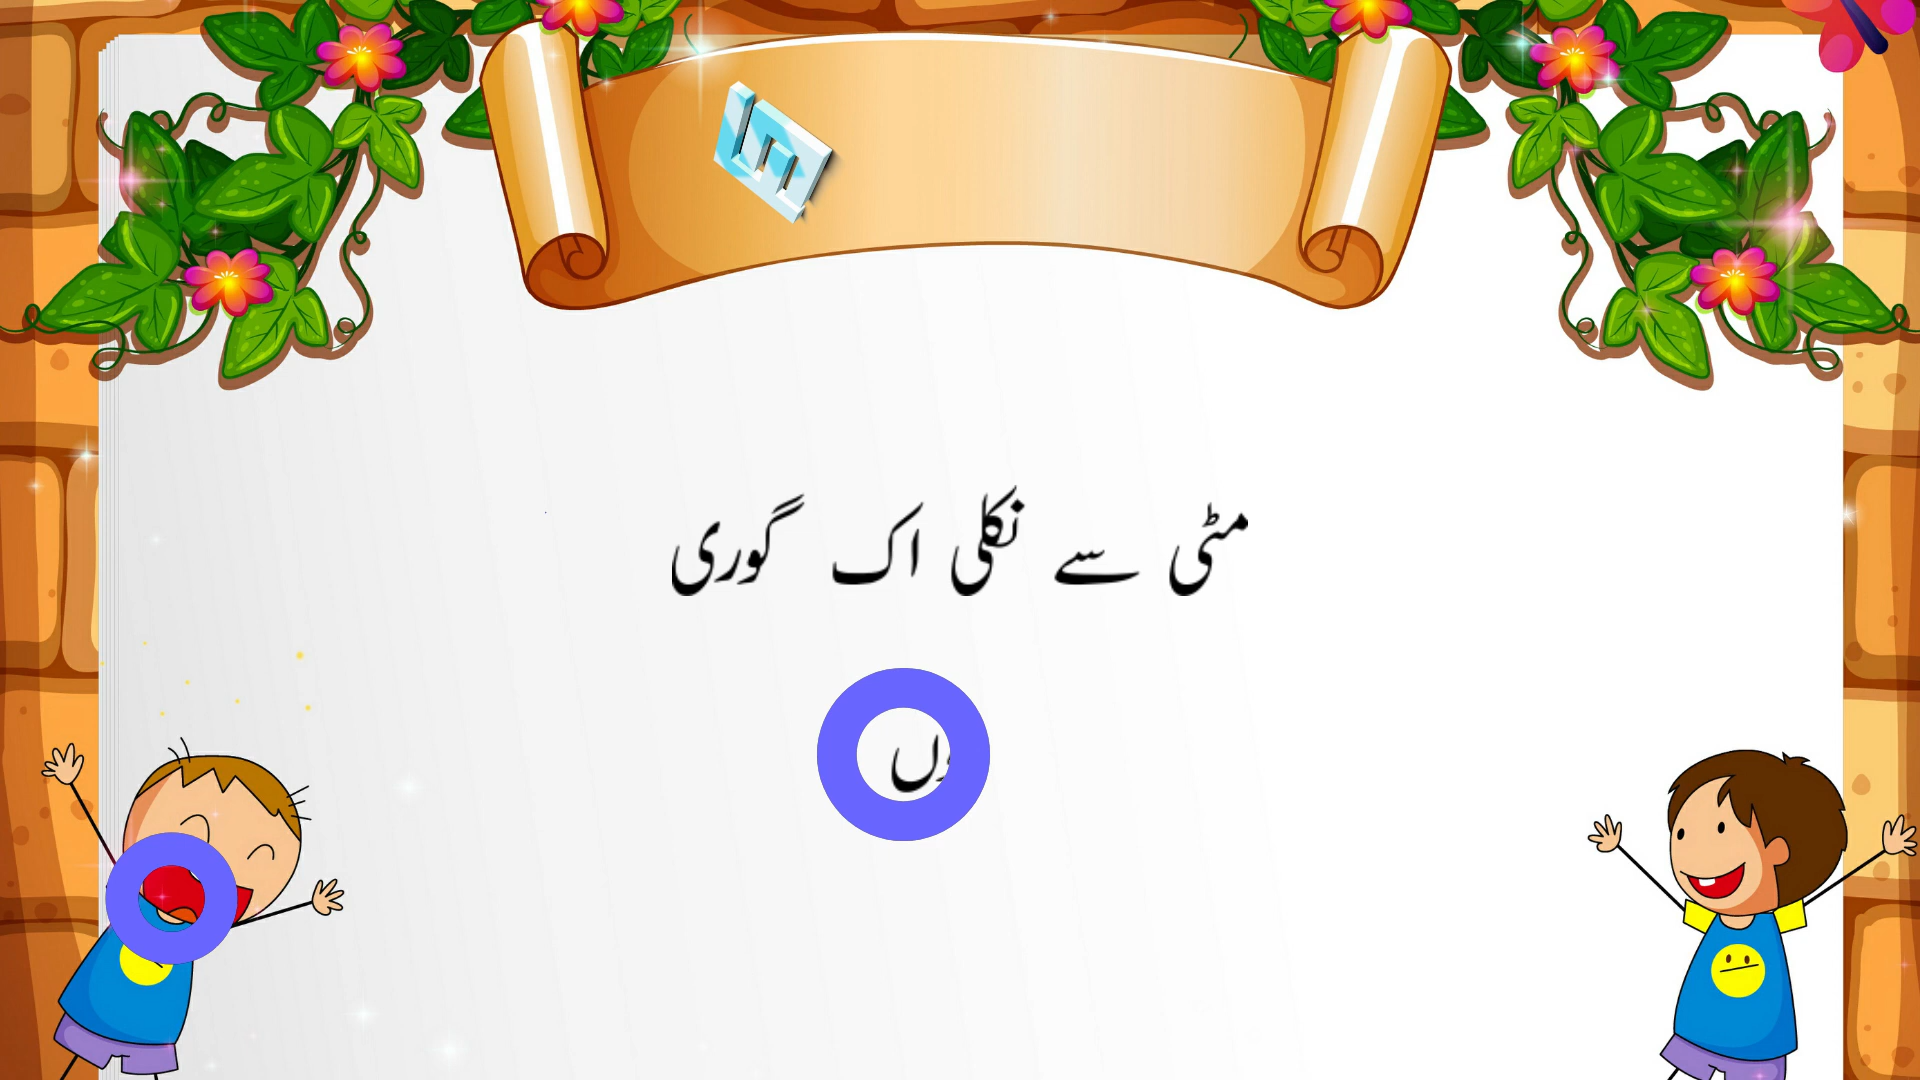 مٹی سے نکلی اک گوری